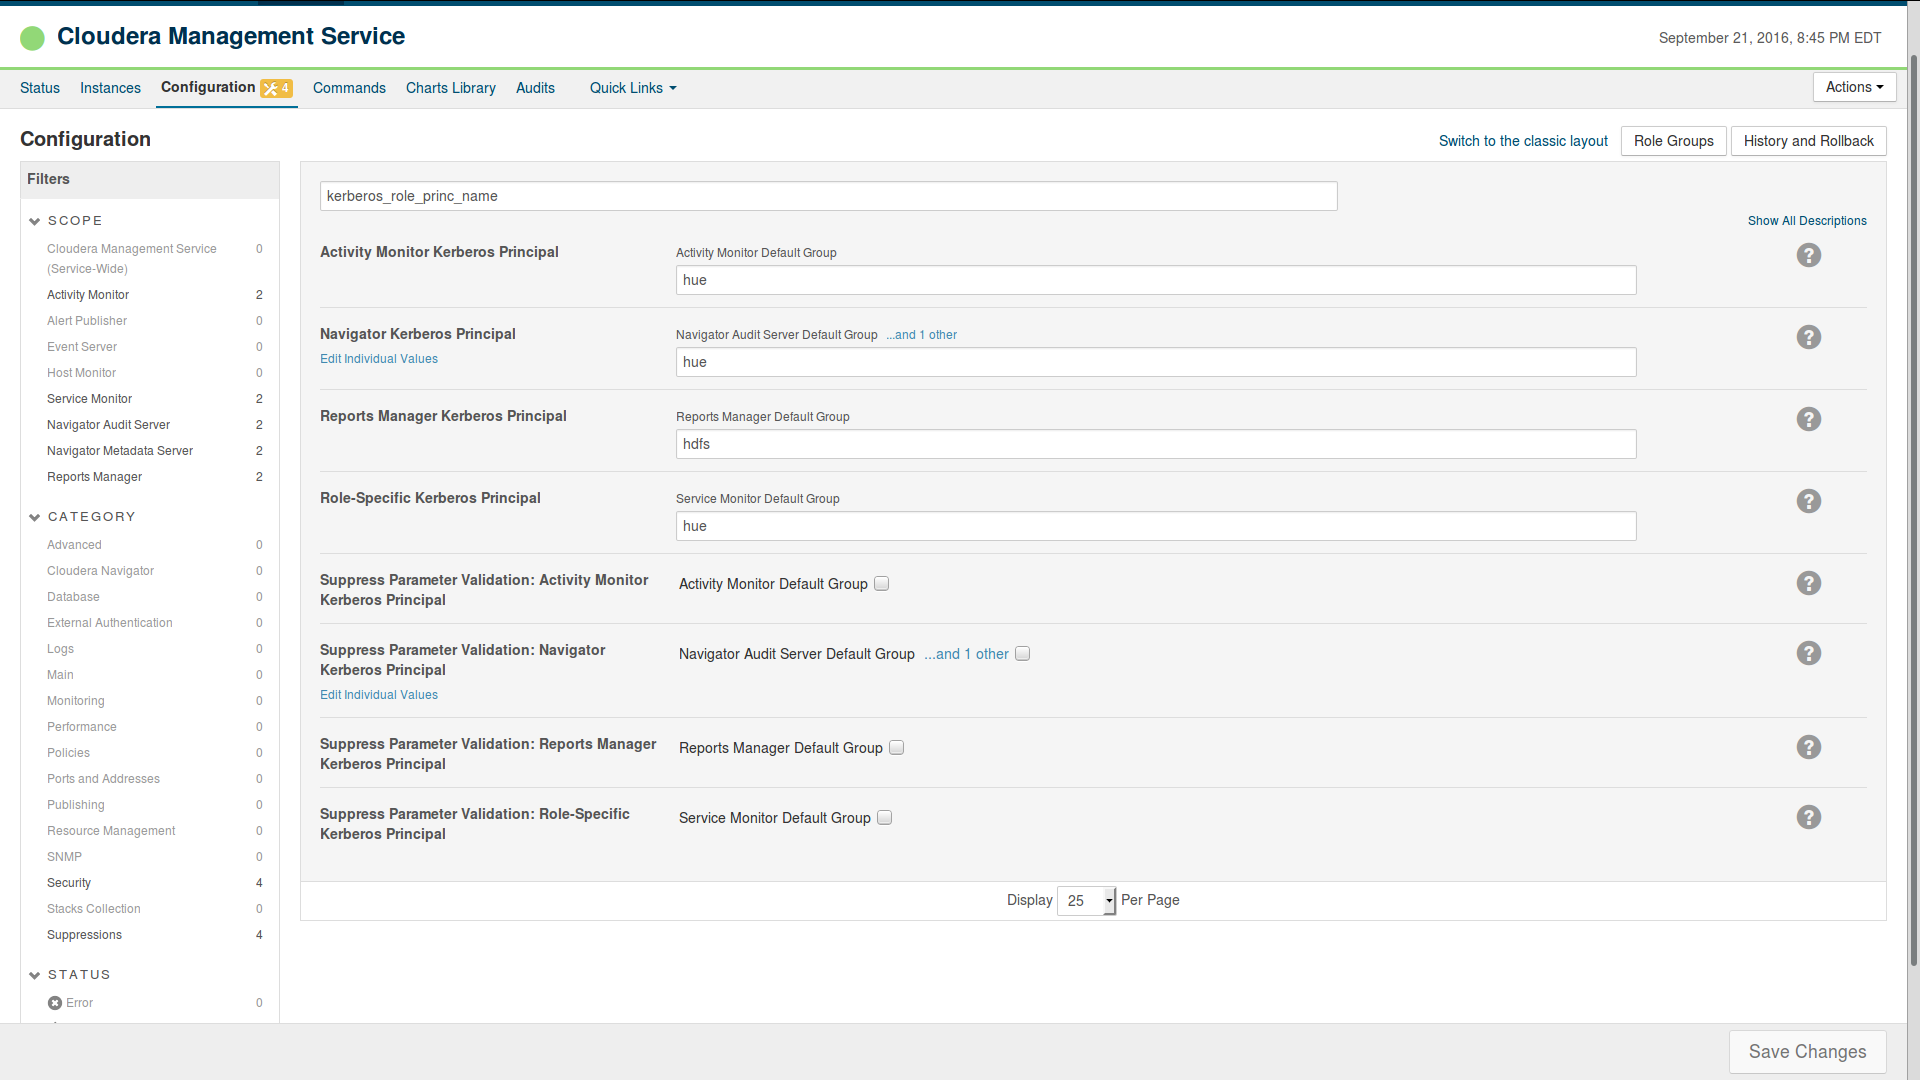 Cloudera Management Service
September 21, 2016, 8:45 PM EDT
Status Instances Configuration 4 Commands Charts Library Audits Quick Links Actions
Configuration
Switch to the classic layout Role Groups History and Rollback
Filters
SCOPE
Cloudera Management Service 0
(Service-Wide)
Activity Monitor 2
Alert Publisher 0
Event Server 0
Host Monitor 0
Service Monitor 2
Navigator Audit Server 2
Navigator Metadata Server 2
Reports Manager 2
CATEGORY
Advanced 0
Cloudera Navigator 0
Database 0
External Authentication 0
Logs 0
Main 0
Monitoring 0
Performance 0
Policies 0
Ports and Addresses 0
Publishing 0
Resource Management 0
SNMP 0
Security 4
Stacks Collection 0
Suppressions 4
STATUS
Error 0
kerberos_role_princ_name
Show All Descriptions
Activity Monitor Kerberos Principal Activity Monitor Default Group ?
hue
Navigator Kerberos Principal Navigator Audit Server Default Group ...and 1 other ?
Edit Individual Values hue
Reports Manager Kerberos Principal Reports Manager Default Group ?
hdfs
Role-Specific Kerberos Principal Service Monitor Default Group ?
hue
Suppress Parameter Validation: Activity Monitor Activity Monitor Default Group ?
Kerberos Principal
Suppress Parameter Validation: Navigator Navigator Audit Server Default Group ...and 1 other ?
Kerberos Principal
Edit Individual Values
Suppress Parameter Validation: Reports Manager Reports Manager Default Group ?
Kerberos Principal
Suppress Parameter Validation: Role-Specific Service Monitor Default Group ?
Kerberos Principal
Display 25 Per Page
Save Changes